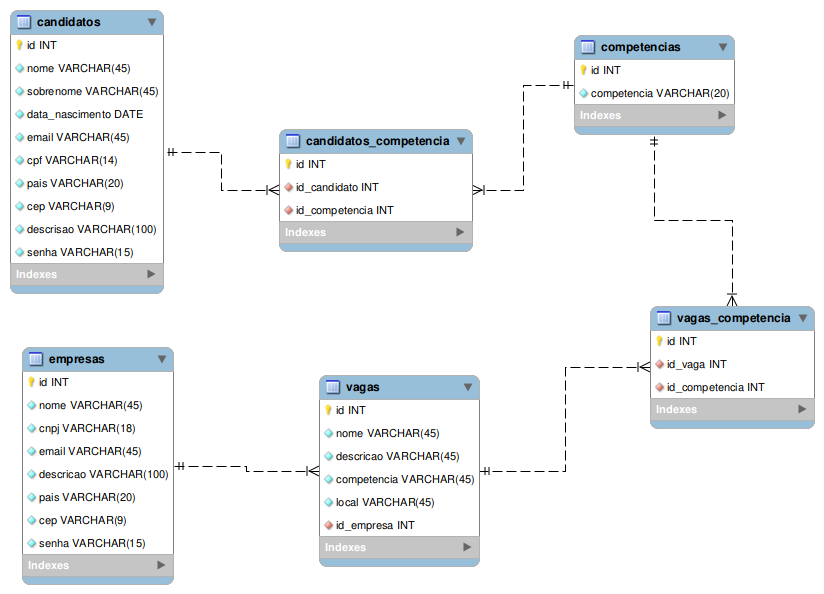 candidatos
id INT
nome VARCHAR(45)
sobrenome VARCHAR(45)
data_nascimento DATE
email VARCHAR(45)
cpf VARCHAR(14)
pais VARCHAR(20)
cep VARCHAR(9)
descrisao VARCHAR(100)
senha VARCHAR(15)
Indexes
candidatos_competencia
id INT
id_candidato INT
id_competencia INT
Indexes
competencias
id INT
competencia VARCHAR(20)
Indexes
empresas
id INT
nome VARCHAR(45)
cnpj VARCHAR(18)
email VARCHAR(45)
descricao VARCHAR(100)
pais VARCHAR(20)
cep VARCHAR(9)
senha VARCHAR(15)
Indexes
vagas
id INT
nome VARCHAR(45)
descricao VARCHAR(45)
competencia VARCHAR(45)
local VARCHAR(45)
id_empresa INT
Indexes
vagas_competencia
id INT
id_vaga INT
id_competencia INT
Indexes